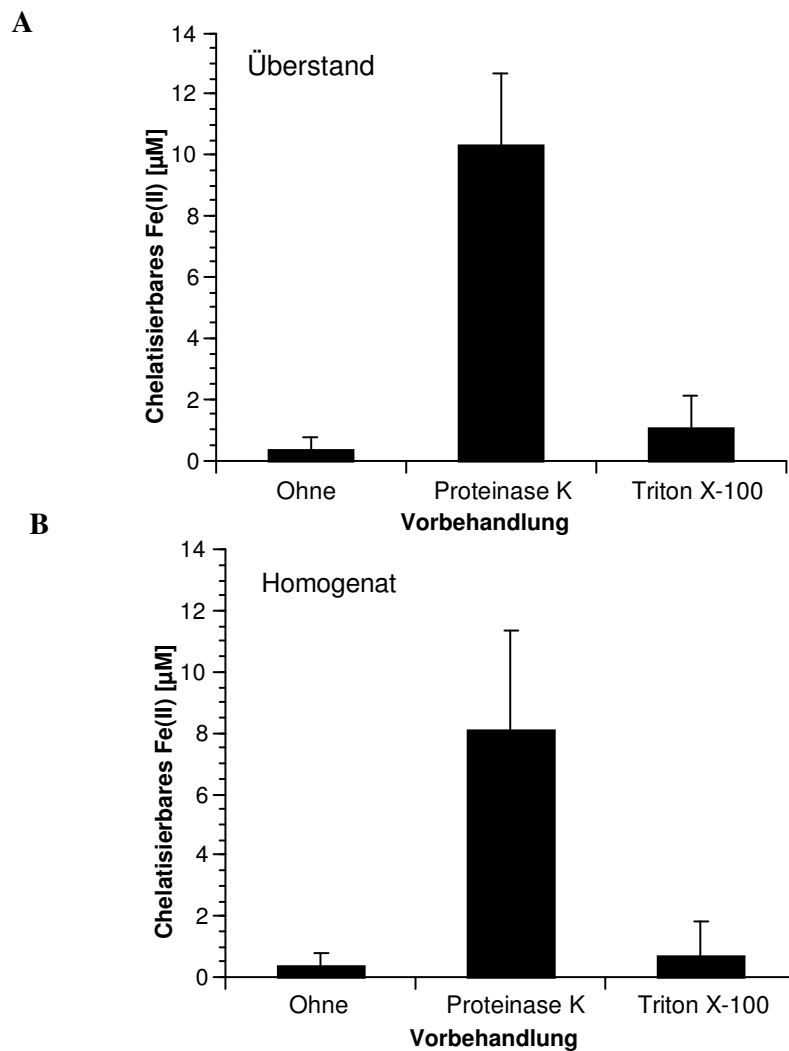 A
Überstand
Chelatisierbares Fe(II) [µM]
14
12
10
8
6
4
2
0
Ohne Proteinase K Triton X-100
Vorbehandlung
B
Homogenat
Chelatisierbares Fe(II) [µM]
14
12
10
8
6
4
2
0
Ohne Proteinase K Triton X-100
Vorbehandlung